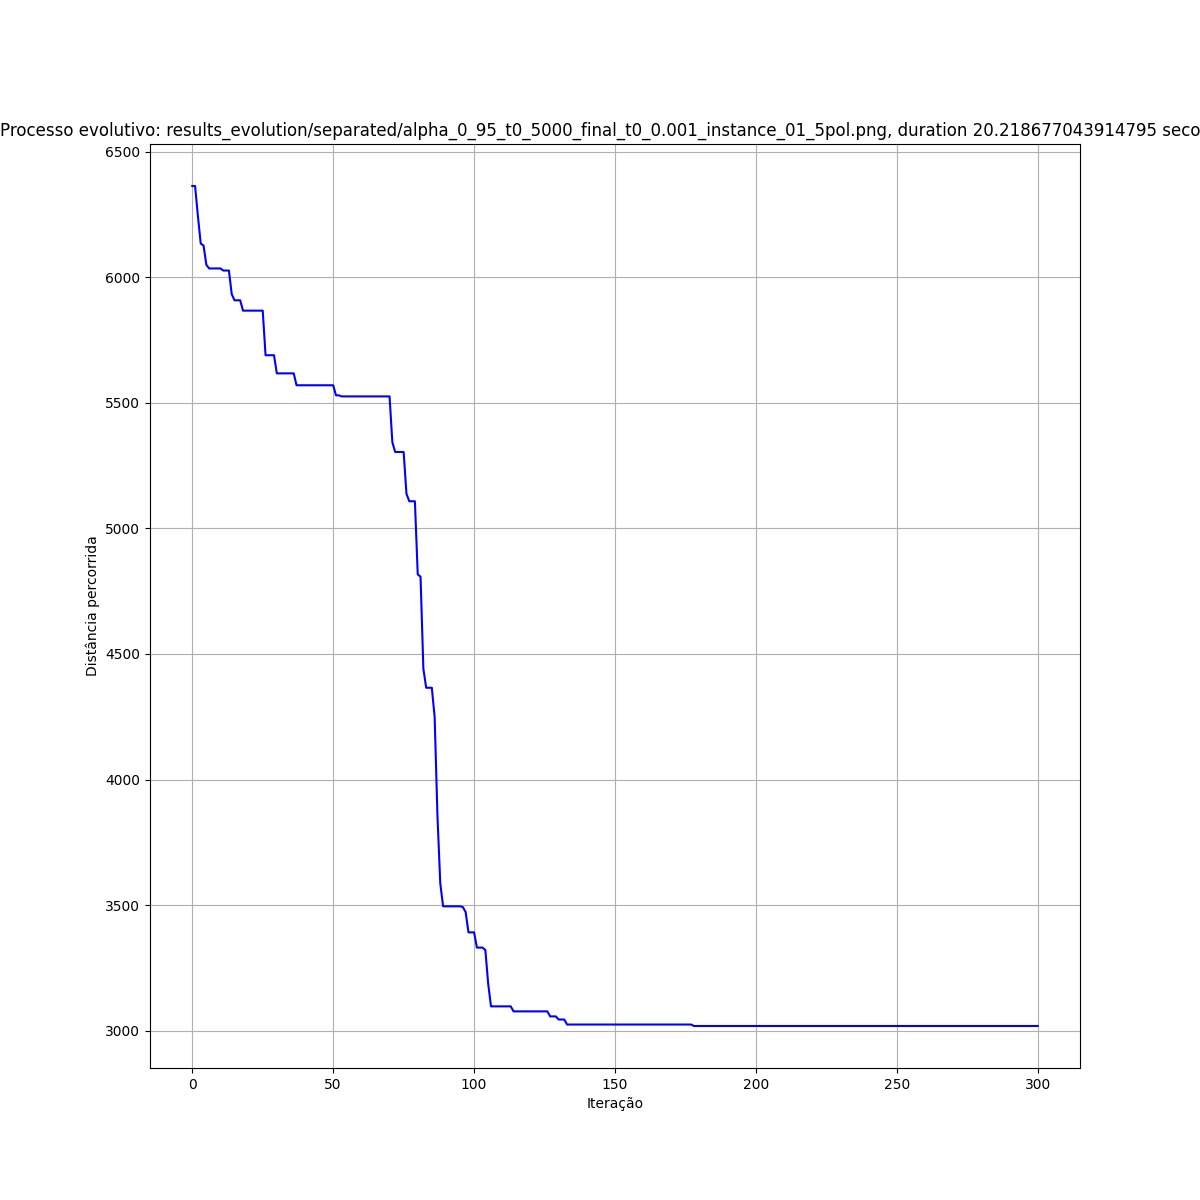 Processo evolutivo: results_evolution/separated/alpha_0_95_t0_5000_final_t0_0.001_instance_01_5pol.png, duration 20.218677043914795 seco
6500
6000
5500
5000
4500
4000
3500
3000
Distância percorrida
0 50 100 150 200 250 300
Iteração